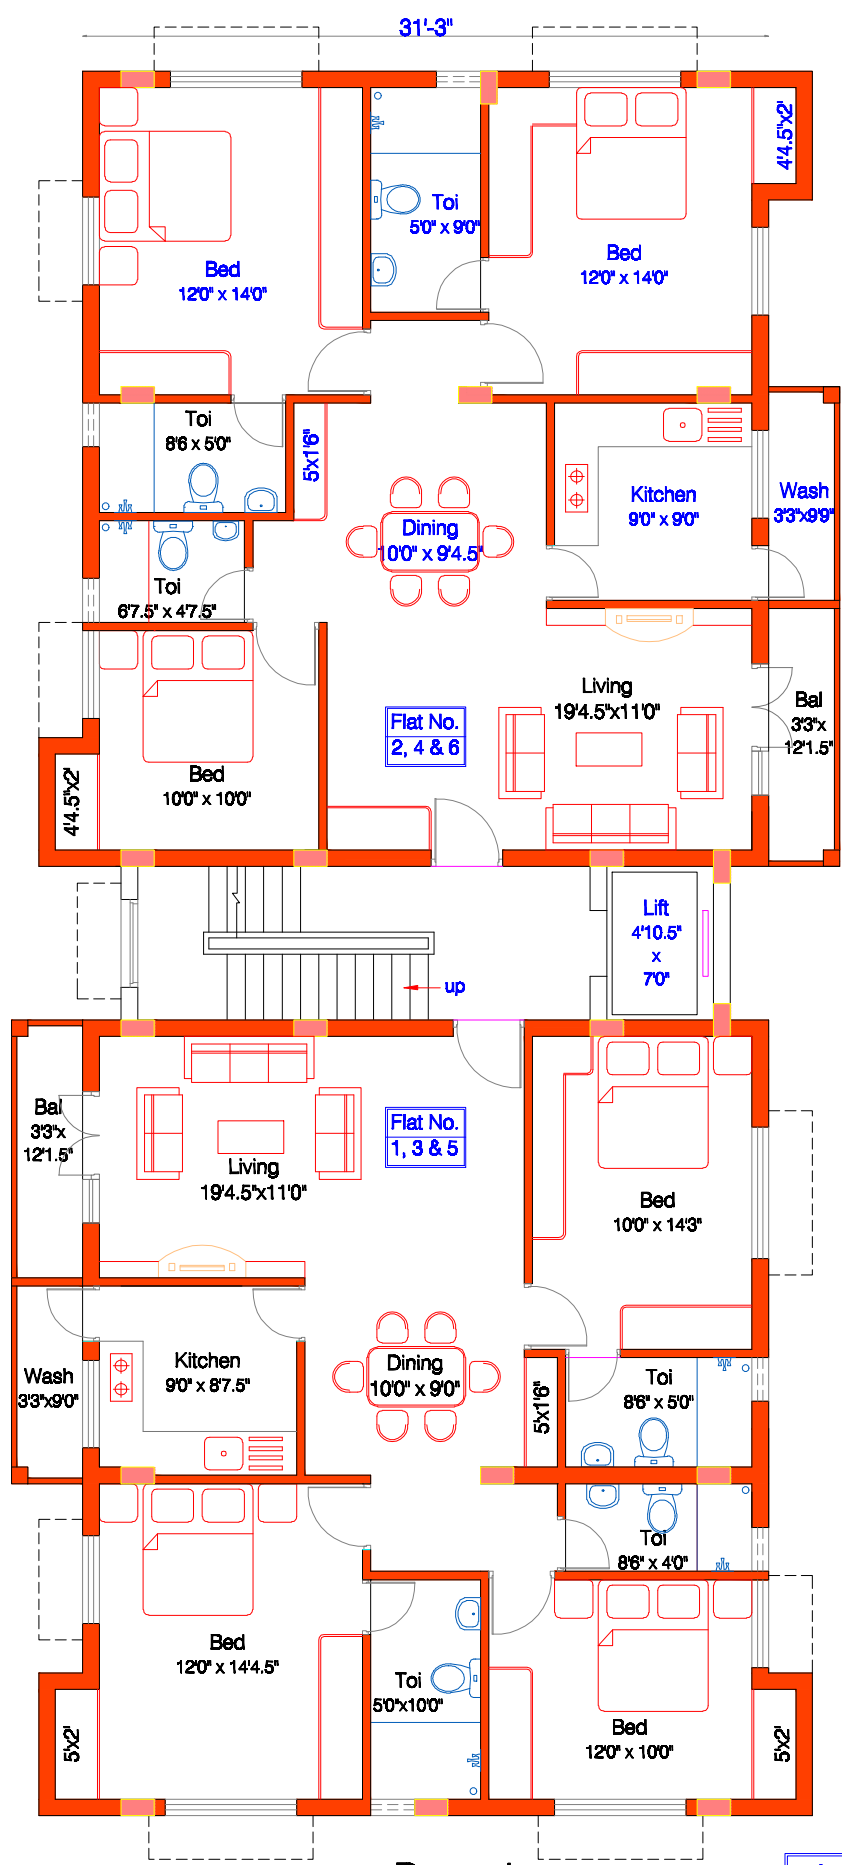 31'-3"
4'4.5"x2'
Toi
5'0" x 9'0"
Bed
12'0" x 14'0"
Bed
12'0" x 14'0"
Toi
8'6 x 5'0"
5'x1'6"
Kitchen
9'0" x 9'0"
Wash
3'3"x9'9"
Dining
10'0" x 9'4.5"
Toi
6'7.5" x 4'7.5"
Living
19'4.5"x11'0"
Bal
3'3"x
12'1.5"
Flat No.
2, 4 & 6
Bed
10'0" x 10'0"
4'4.5"x2'
Lift
4'10.5"
x
7'0"
up
Bal
3'3"x
12'1.5"
Flat No.
1, 3 & 5
Living
19'4.5"x11'0"
Bed
10'0" x 14'3"
Wash
3'3"x9'0"
Kitchen
9'0" x 8'7.5"
Dining
10'0" x 9'0"
5'x1'6"
Toi
8'6" x 5'0"
Toi
8'6" x 4'0"
Bed
12'0" x 14'4.5"
Toi
5'0"x10'0"
Bed
12'0" x 10'0"
5'x2'
5'x2'